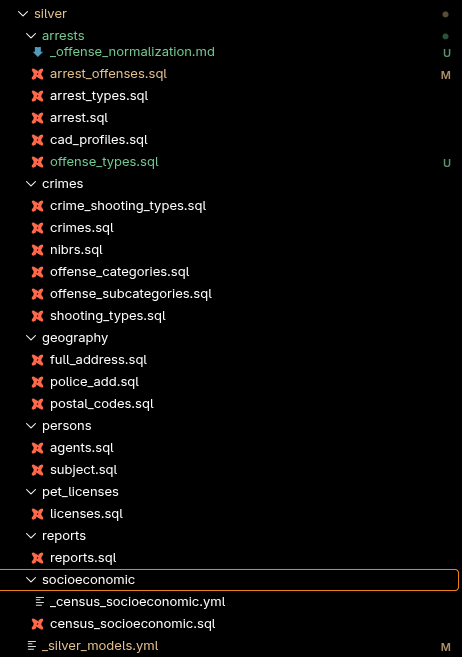 silver
arrests
_offense_normalization.md U
arrest_offenses.sql M
arrest_types.sql
arrest.sql
cad_profiles.sql
offense_types.sql U
crimes
crime_shooting_types.sql
crimes.sql
nibrs.sql
offense_categories.sql
offense_subcategories.sql
shooting_types.sql
geography
full_address.sql
police_add.sql
postal_codes.sql
persons
agents.sql
subject.sql
pet_licenses
licenses.sql
reports
reports.sql
socioeconomic
_census_socioeconomic.yml
census_socioeconomic.sql
_silver_models.yml M